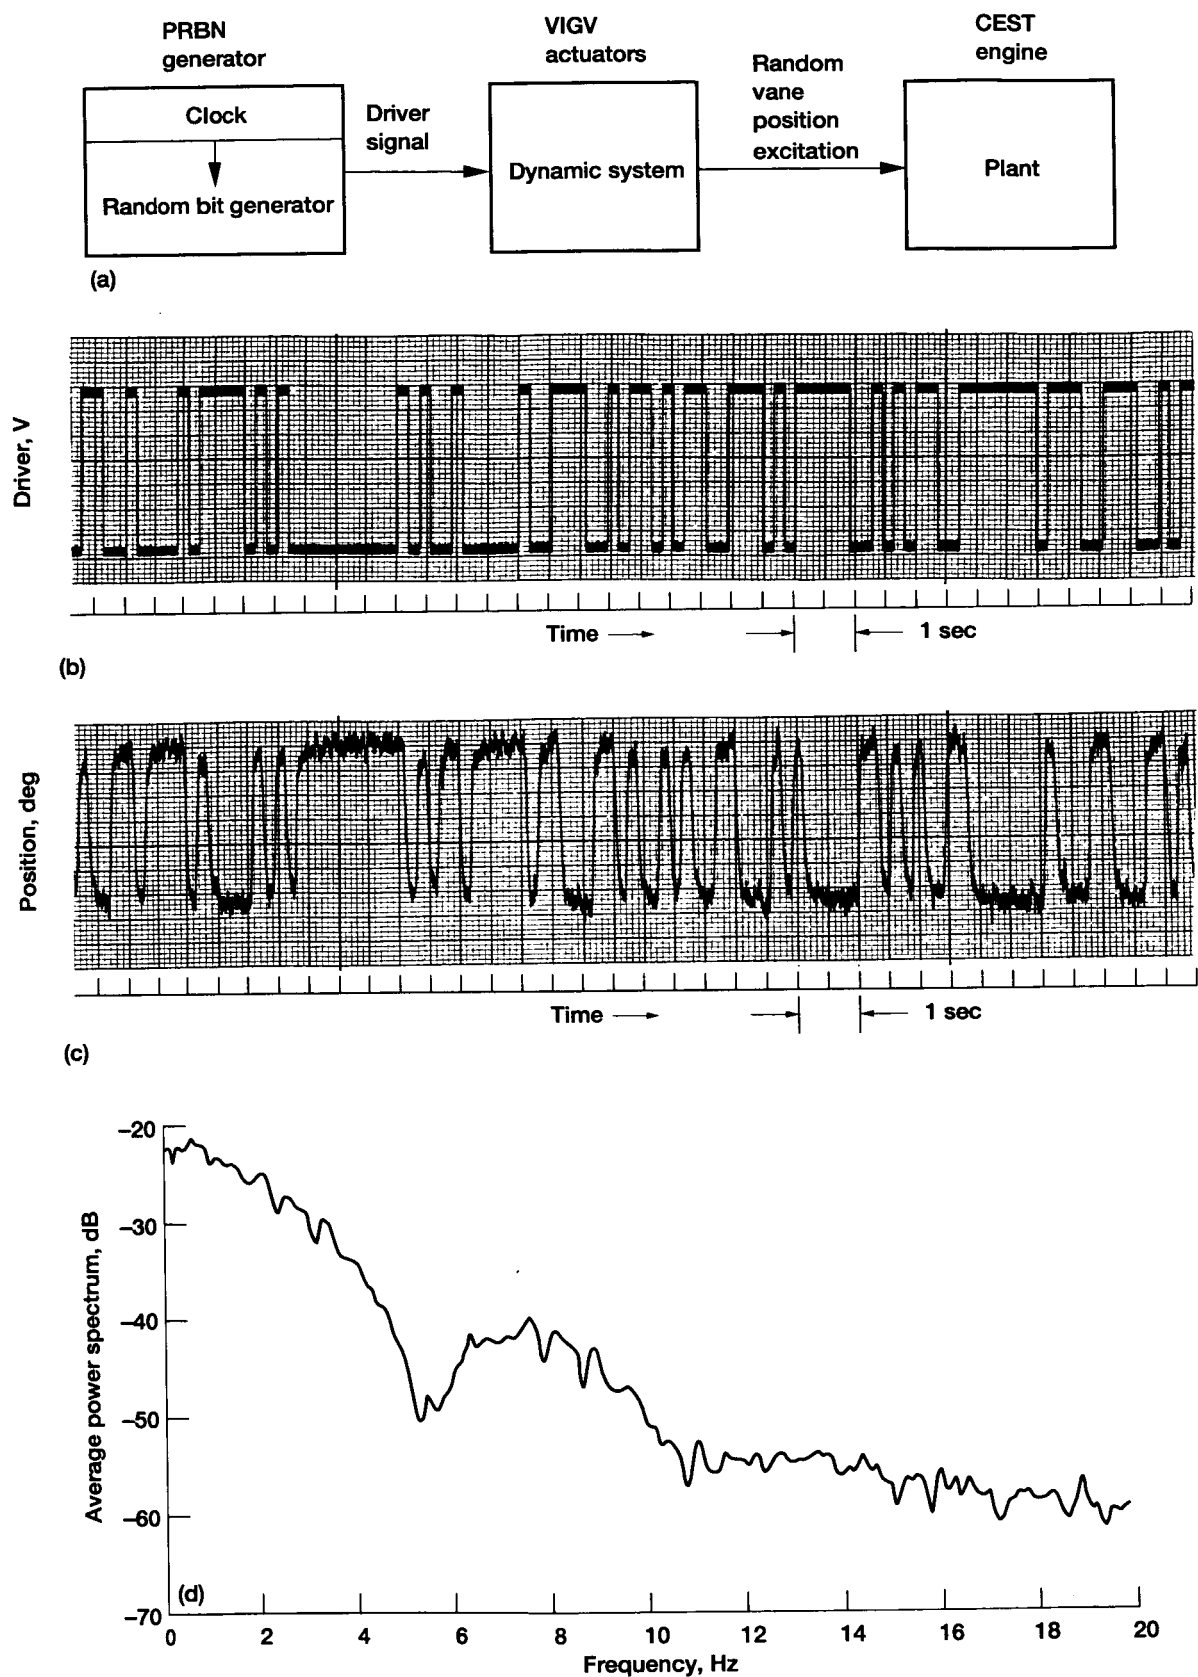 PRBN
generator
VIGV
actuators
CEST
engine
Clock
Random bit generator
Driver
signal
Dynamic system
Random
vane
position
excitation
Plant
(a)
Driver, V
Time
1 sec
(b)
Position, deg
Time
1 sec
(c)
Average power spectrum, dB
–20
–30
–40
–50
–60
–70
(d)
0 2 4 6 8 10 12 14 16 18 20
Frequency, Hz